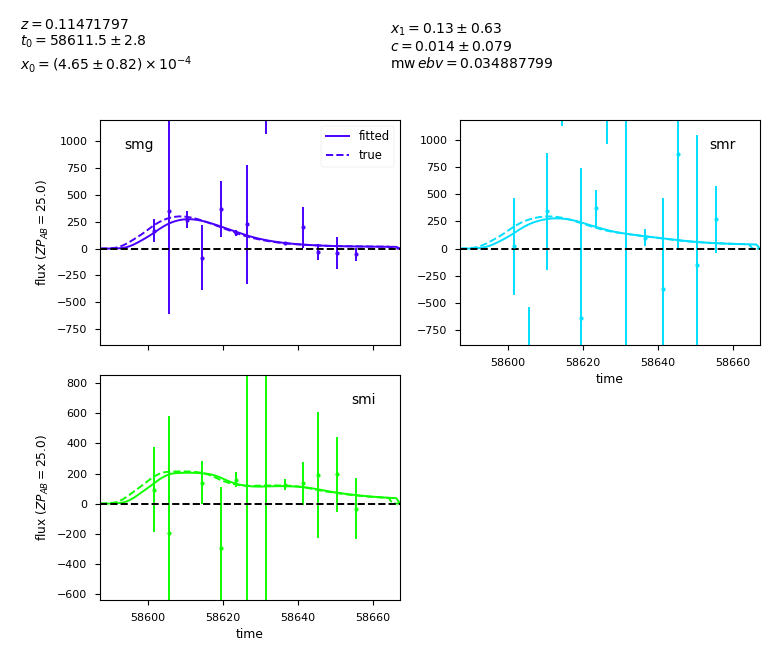 z = 0.11471797
t₀ = 58611.5 ± 2.8
x₀ = (4.65 ± 0.82) × 10⁻⁴
x₁ = 0.13 ± 0.63
c = 0.014 ± 0.079
mwebv = 0.034887799
smg
fitted
true
1000
750
500
250
0
−250
−500
−750
flux (ZP_AB = 25.0)
smr
1000
750
500
250
0
−250
−500
−750
58600 58620 58640 58660
time
smi
800
600
400
200
0
−200
−400
−600
flux (ZP_AB = 25.0)
58600 58620 58640 58660
time